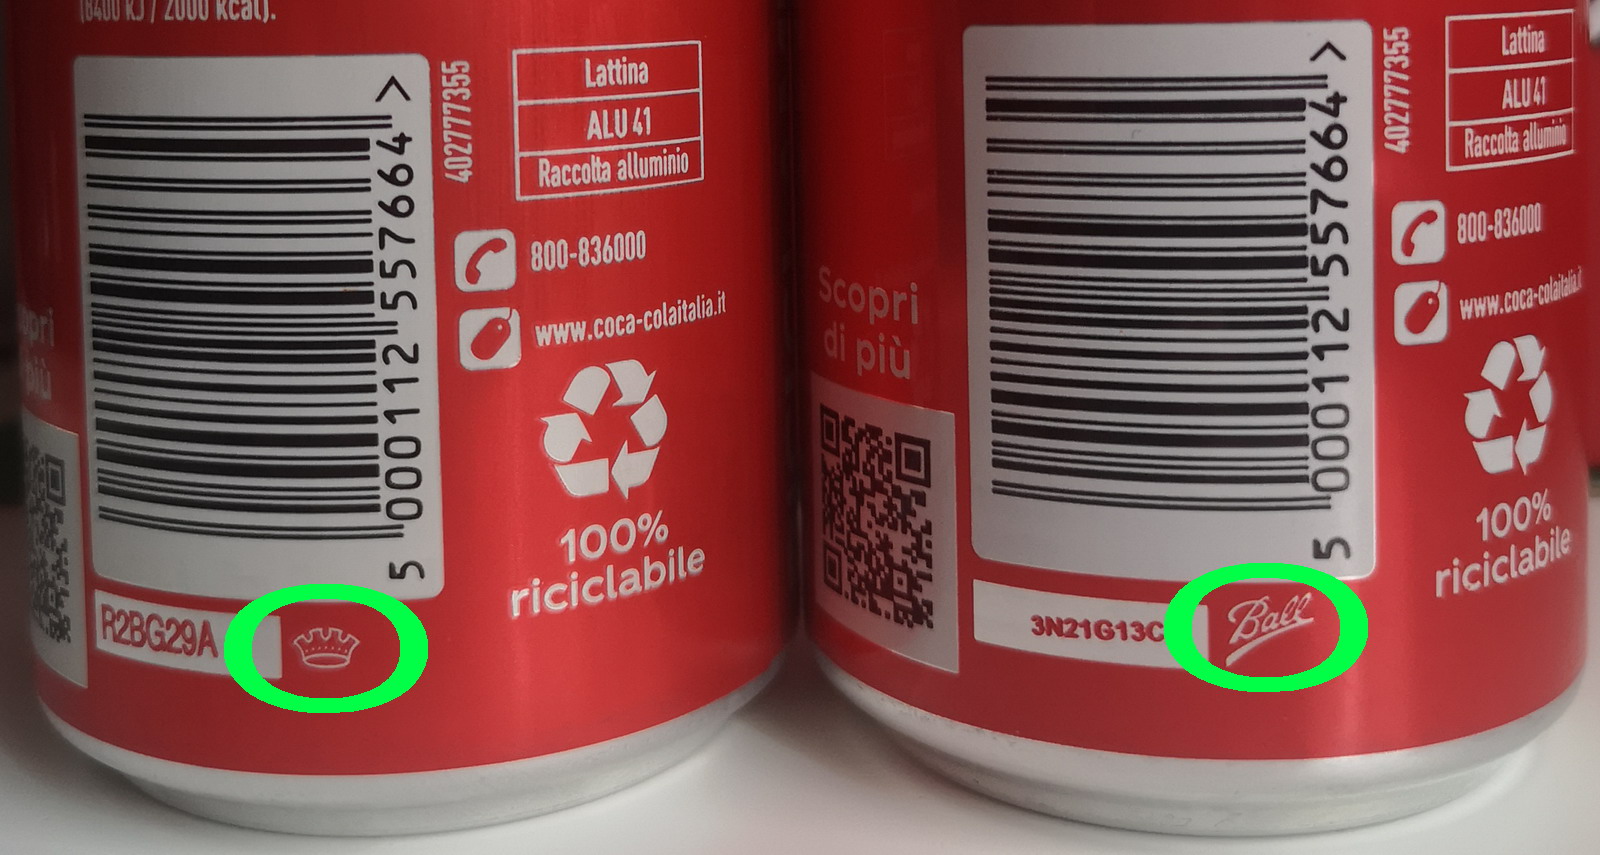 (8400 kJ / 2000 kcal).
402777355
Lattina
ALU 41
Raccolta alluminio
5 000112 557664 >
800-836000
www.coca-colaitalia.it
100%
riciclabile
R2BG29A
402777355
Lattina
ALU 41
Raccolta alluminio
5 000112 557664 >
800-836000
www.coca-colaitalia.it
Scopri
di più
100%
riciclabile
3N21G13C
Ball